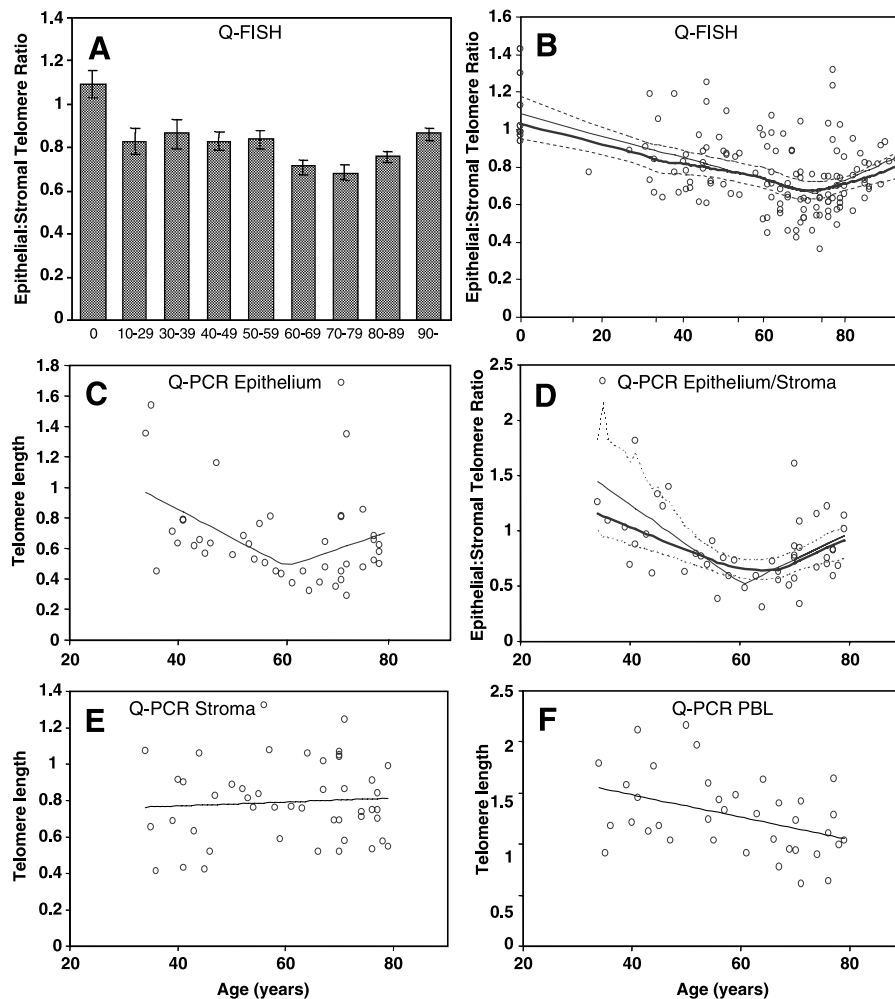 A
Q-FISH
Epithelial:Stromal Telomere Ratio
1.4
1.2
1
0.8
0.6
0.4
0.2
0
0 10-29 30-39 40-49 50-59 60-69 70-79 80-89 90-
B
Q-FISH
Epithelial:Stromal Telomere Ratio
1.6
1.4
1.2
1
0.8
0.6
0.4
0.2
0
0 20 40 60 80
C
Q-PCR Epithelium
Telomere length
1.8
1.6
1.4
1.2
1
0.8
0.6
0.4
0.2
0
20 40 60 80
D
Q-PCR Epithelium/Stroma
Epithelial:Stromal Telomere Ratio
2.5
2
1.5
1
0.5
0
20 40 60 80
E
Q-PCR Stroma
Telomere length
1.4
1.2
1
0.8
0.6
0.4
0.2
0
20 40 60 80
Age (years)
F
Q-PCR PBL
Telomere length
2.5
2
1.5
1
1.5
0
20 40 60 80
Age (years)